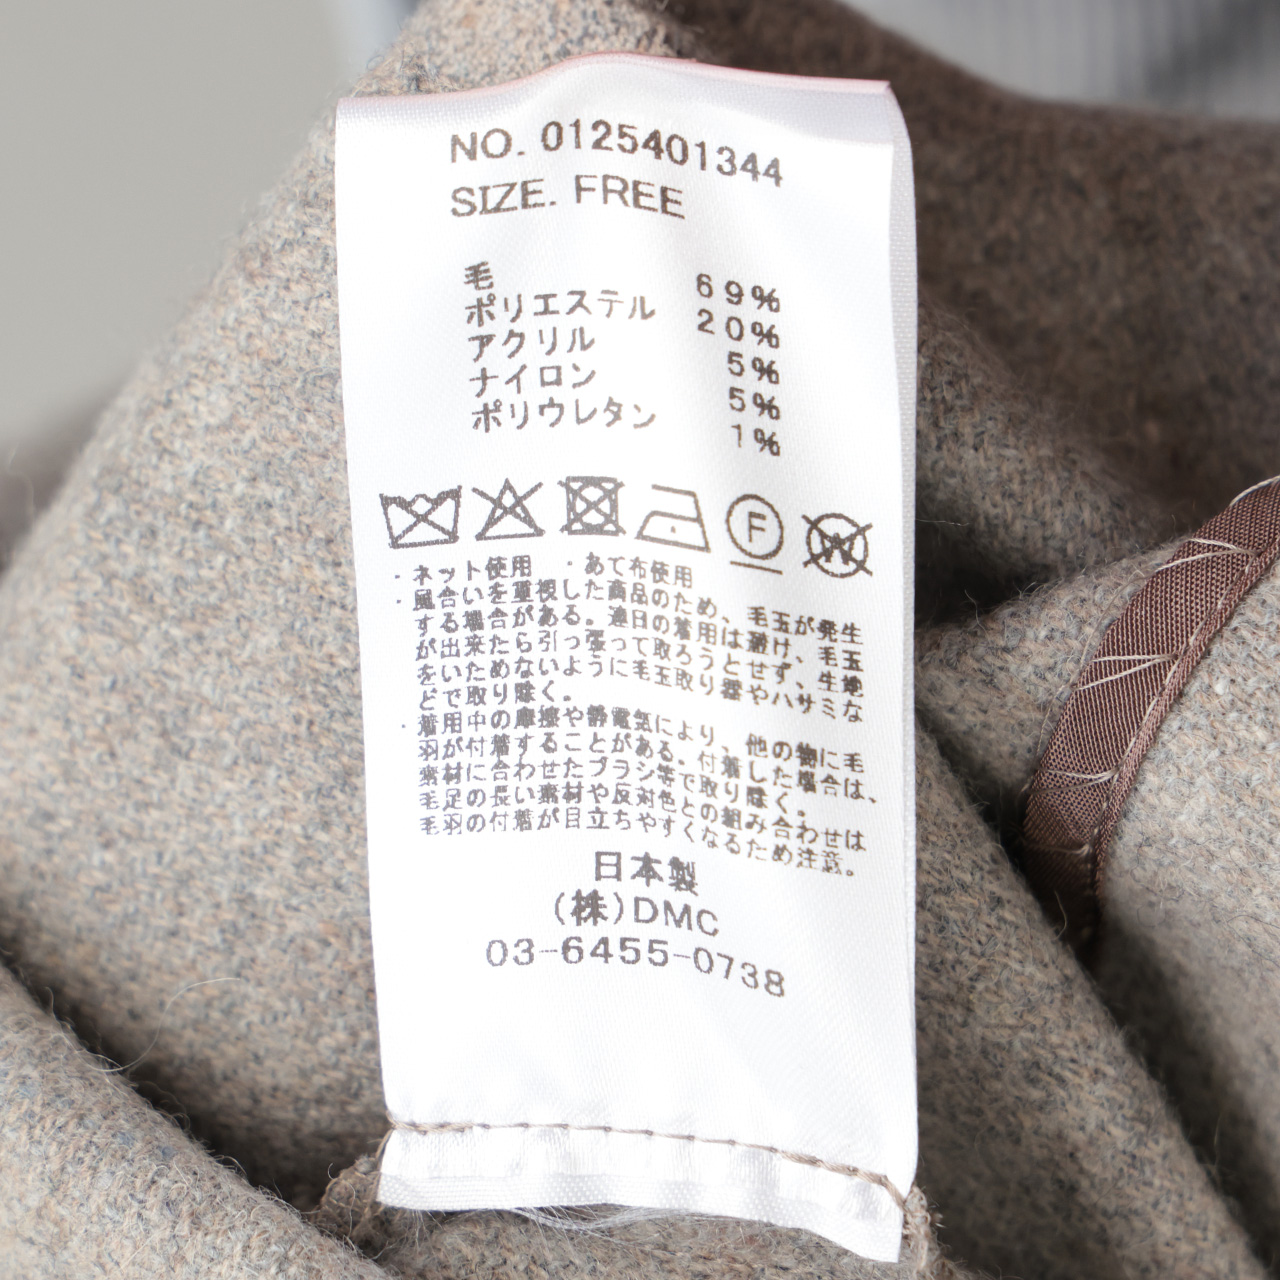 NO. 0125401344
SIZE. FREE
毛 69%
ポリエステル 20%
アクリル 5%
ナイロン 5%
ポリウレタン 1%
F
W
・ネット使用 ・あて布使用
・風合いを重視した商品のため、毛玉が発生
する場合がある。連日の着用は避け、毛玉
が出来たら引っ張って取ろうとせず、生地
をいためないように毛玉取り器やハサミな
どで取り除く。
・着用中の摩擦や静電気により、他の物に毛
羽が付着することがある。付着した場合は、
素材に合わせたブラシ等で取り除く。
毛足の長い素材や反対色との組み合わせは
毛羽の付着が目立ちやすくなるため注意。
日本製
(株)DMC
03-6455-0738